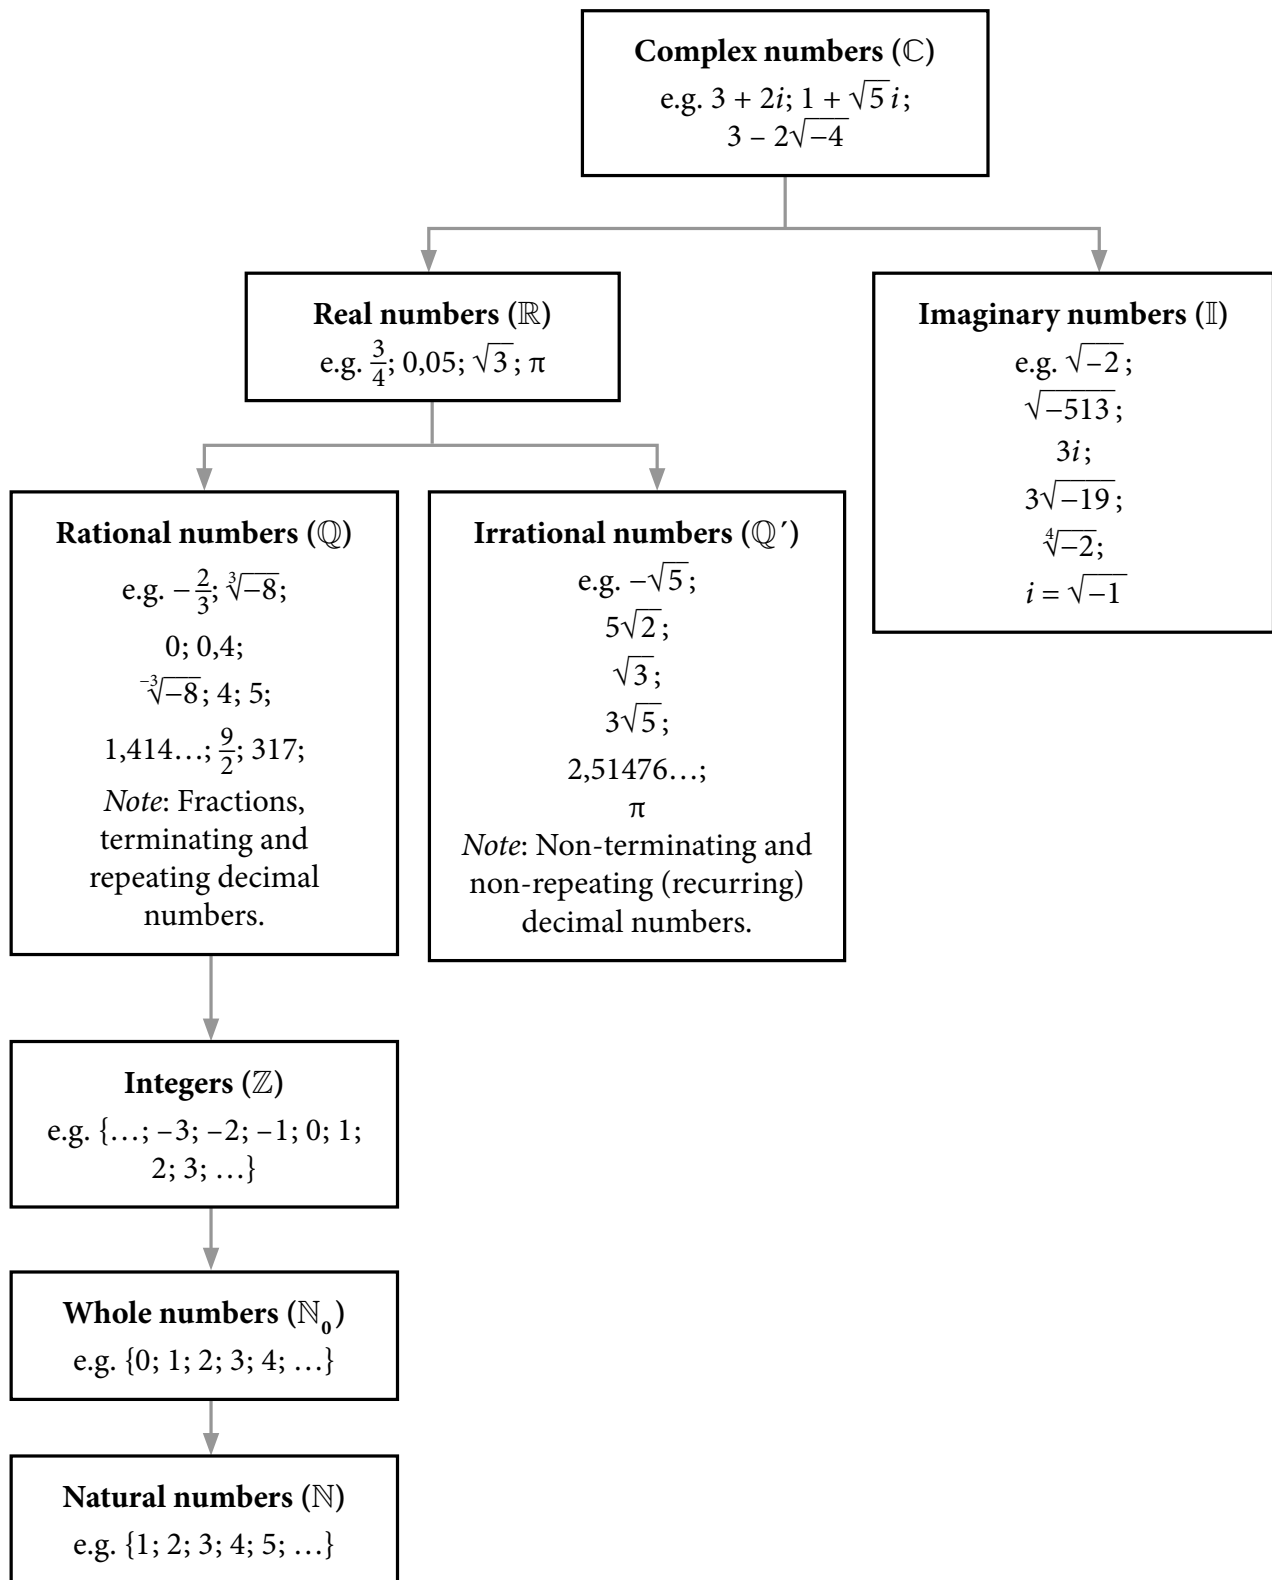 Complex numbers (ℂ)
e.g. 3 + 2i; 1 + √5 i;
3 – 2√–4
Real numbers (ℝ)
e.g. 3/4; 0,05; √3; π
Imaginary numbers (𝕀)
e.g. √–2;
√–513;
3i;
3√–19;
∜–2;
i = √–1
Rational numbers (ℚ)
e.g. – 2/3; ∛–8;
0; 0,4;
⁻³√–8; 4; 5;
1,414…; 9/2; 317;
Note: Fractions,
terminating and
repeating decimal
numbers.
Irrational numbers (ℚ´)
e.g. –√5;
5√2;
√3;
3√5;
2,51476…;
π
Note: Non-terminating and
non-repeating (recurring)
decimal numbers.
Integers (ℤ)
e.g. {…; –3; –2; –1; 0; 1;
2; 3; …}
Whole numbers (ℕ₀)
e.g. {0; 1; 2; 3; 4; …}
Natural numbers (ℕ)
e.g. {1; 2; 3; 4; 5; …}